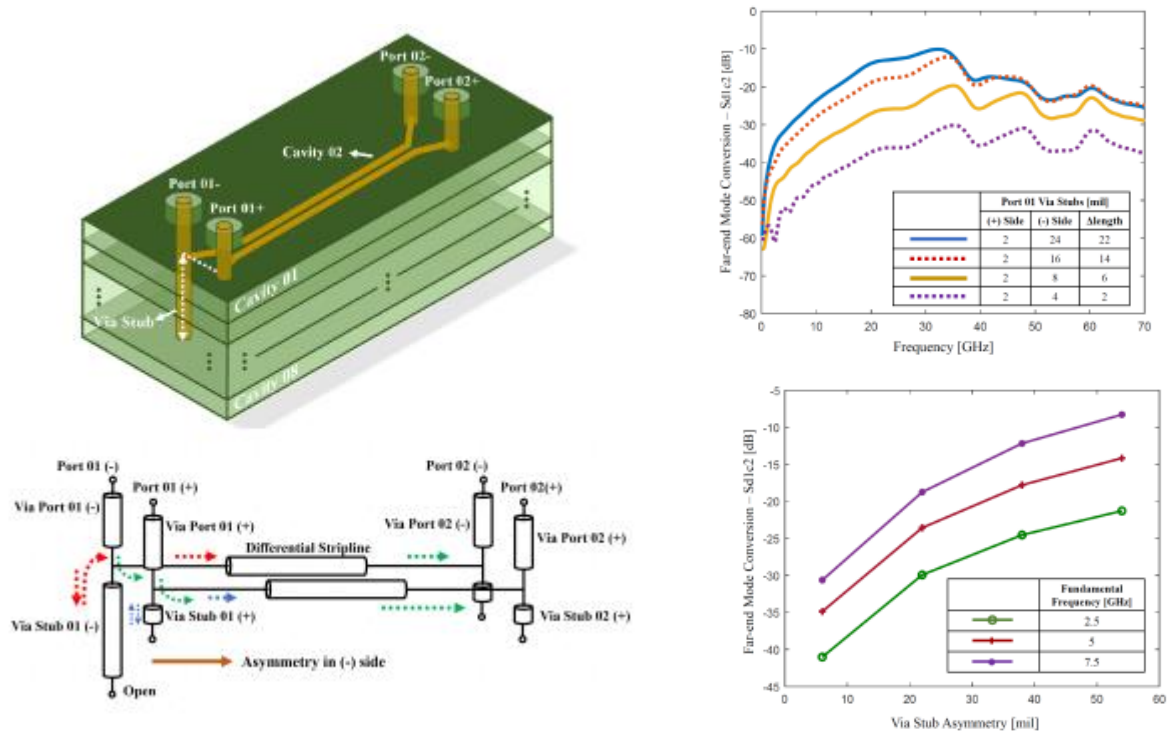 Port 02-
Port 02+
Cavity 02
Port 01-
Port 01+
Cavity 01
Via Stub
Cavity 08
Port 01 (-)
Port 01 (+)
Port 02 (-)
Port 02(+)
Via Port 01 (-)
Via Port 01 (+)
Via Port 02 (-)
Via Port 02 (+)
Differential Stripline
Via Stub 01 (-)
Via Stub 01 (+)
Via Stub 02 (+)
Asymmetry in (-) side
Open
Far-end Mode Conversion – Sd1c2 [dB]
0
-10
-20
-30
-40
-50
-60
-70
-80
0 10 20 30 40 50 60 70
Frequency [GHz]
Port 01 Via Stubs [mil]
(+) Side (-) Side Δlength
2 24 22
2 16 14
2 8 6
2 4 2
Far-end Mode Conversion – Sd1c2 [dB]
-5
-10
-15
-20
-25
-30
-35
-40
-45
0 10 20 30 40 50 60
Via Stub Asymmetry [mil]
Fundamental
Frequency [GHz]
2.5
5
7.5